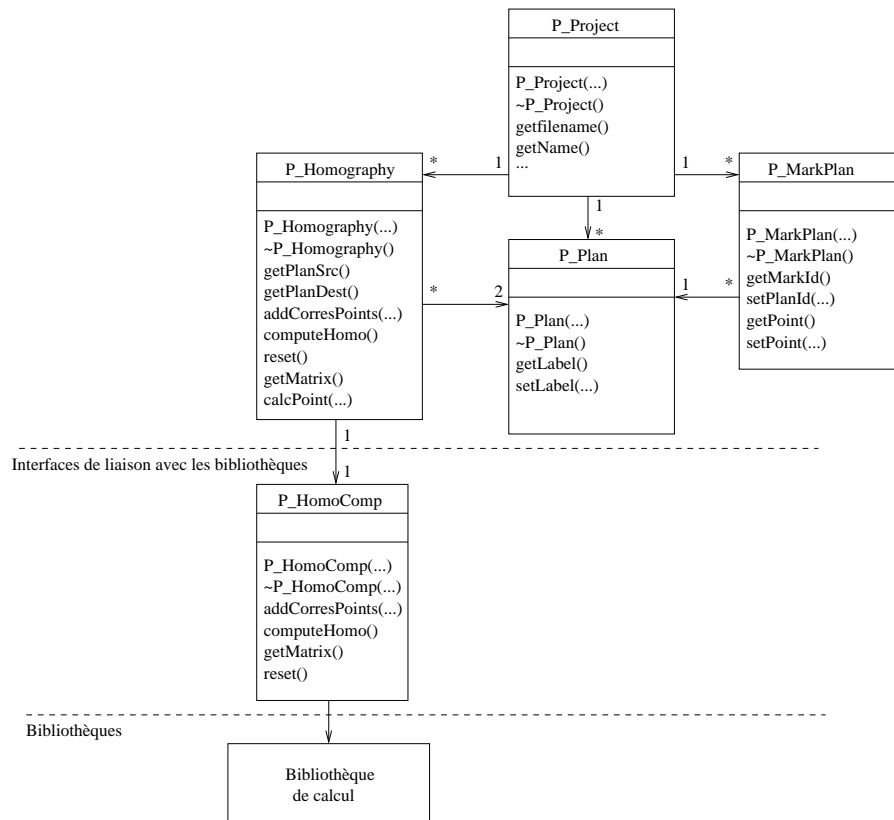 P_Project
P_Project(...)
~P_Project()
getfilename()
getName()
...
*
1
1
*
1
*
P_Homography
P_Homography(...)
~P_Homography()
getPlanSrc()
getPlanDest()
addCorresPoints(...)
computeHomo()
reset()
getMatrix()
calcPoint(...)
*
2
P_Plan
P_Plan(...)
~P_Plan()
getLabel()
setLabel(...)
1
*
P_MarkPlan
P_MarkPlan(...)
~P_MarkPlan()
getMarkId()
setPlanId(...)
getPoint()
setPoint(...)
1
Interfaces de liaison avec les bibliothèques
1
P_HomoComp
P_HomoComp(...)
~P_HomoComp(...)
addCorresPoints(...)
computeHomo()
getMatrix()
reset()
Bibliothèques
Bibliothèque
de calcul